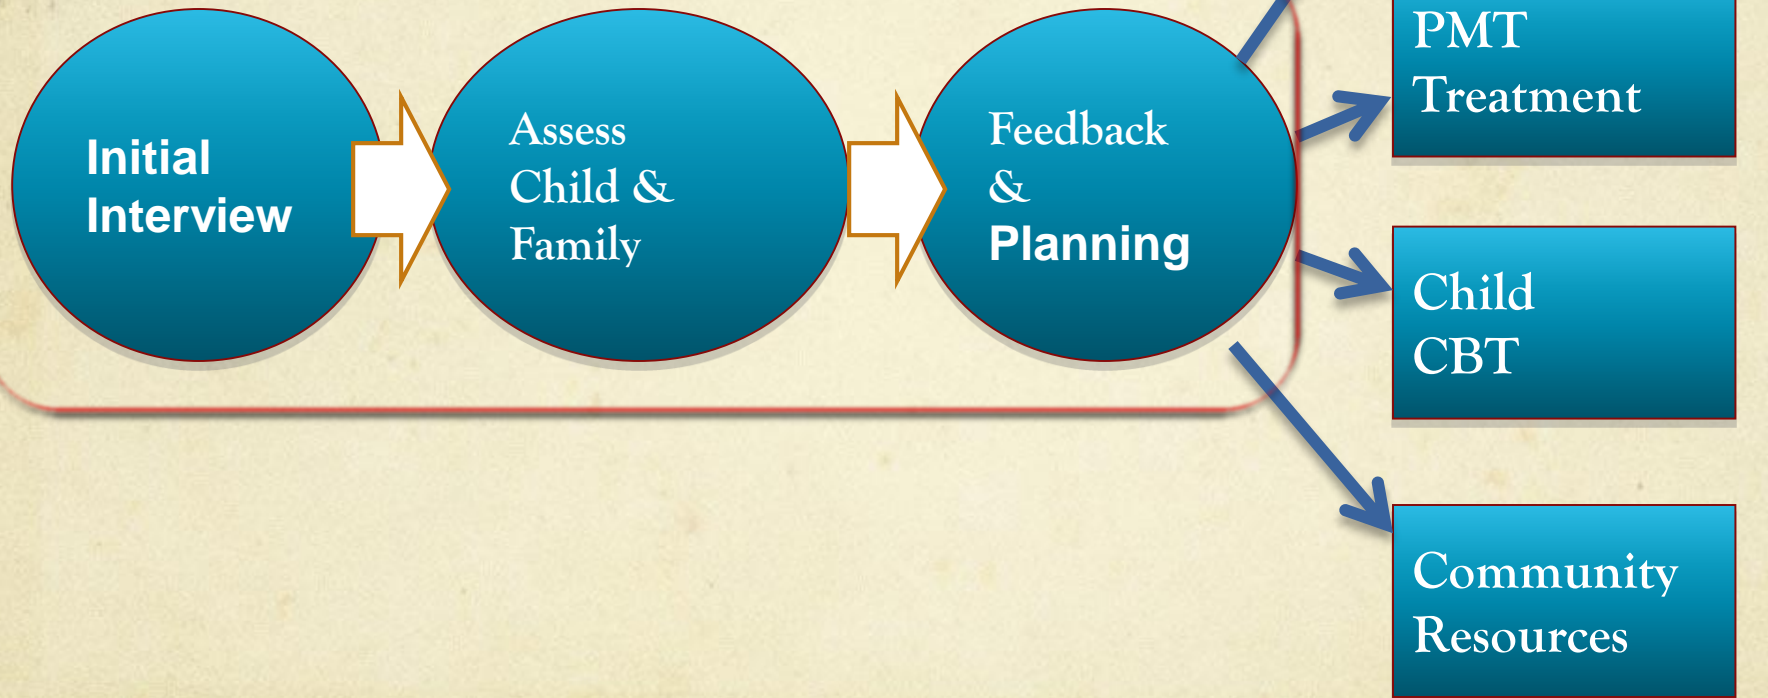 Initial
Interview
Assess
Child &
Family
Feedback
&
Planning
PMT
Treatment
Child
CBT
Community
Resources